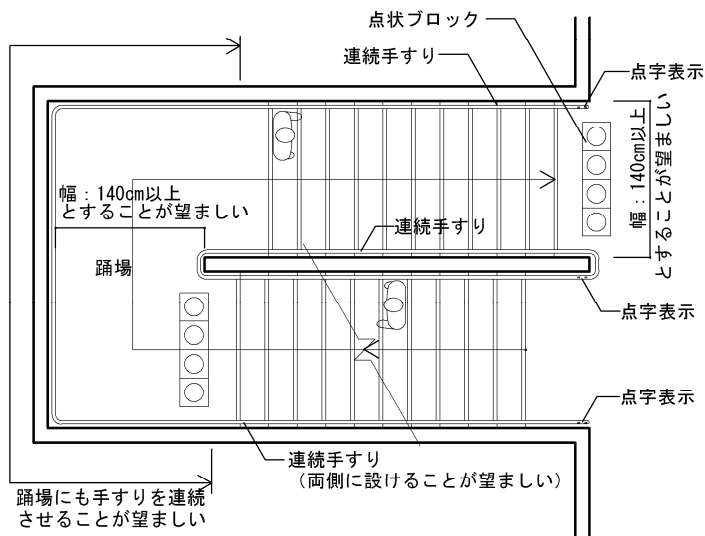 点状ブロック
連続手すり
点字表示
幅：140cm以上
とすることが望ましい
幅：140cm以上
とすることが望ましい
連続手すり
踊場
点字表示
点字表示
連続手すり
（両側に設けることが望ましい）
踊場にも手すりを連続
させることが望ましい